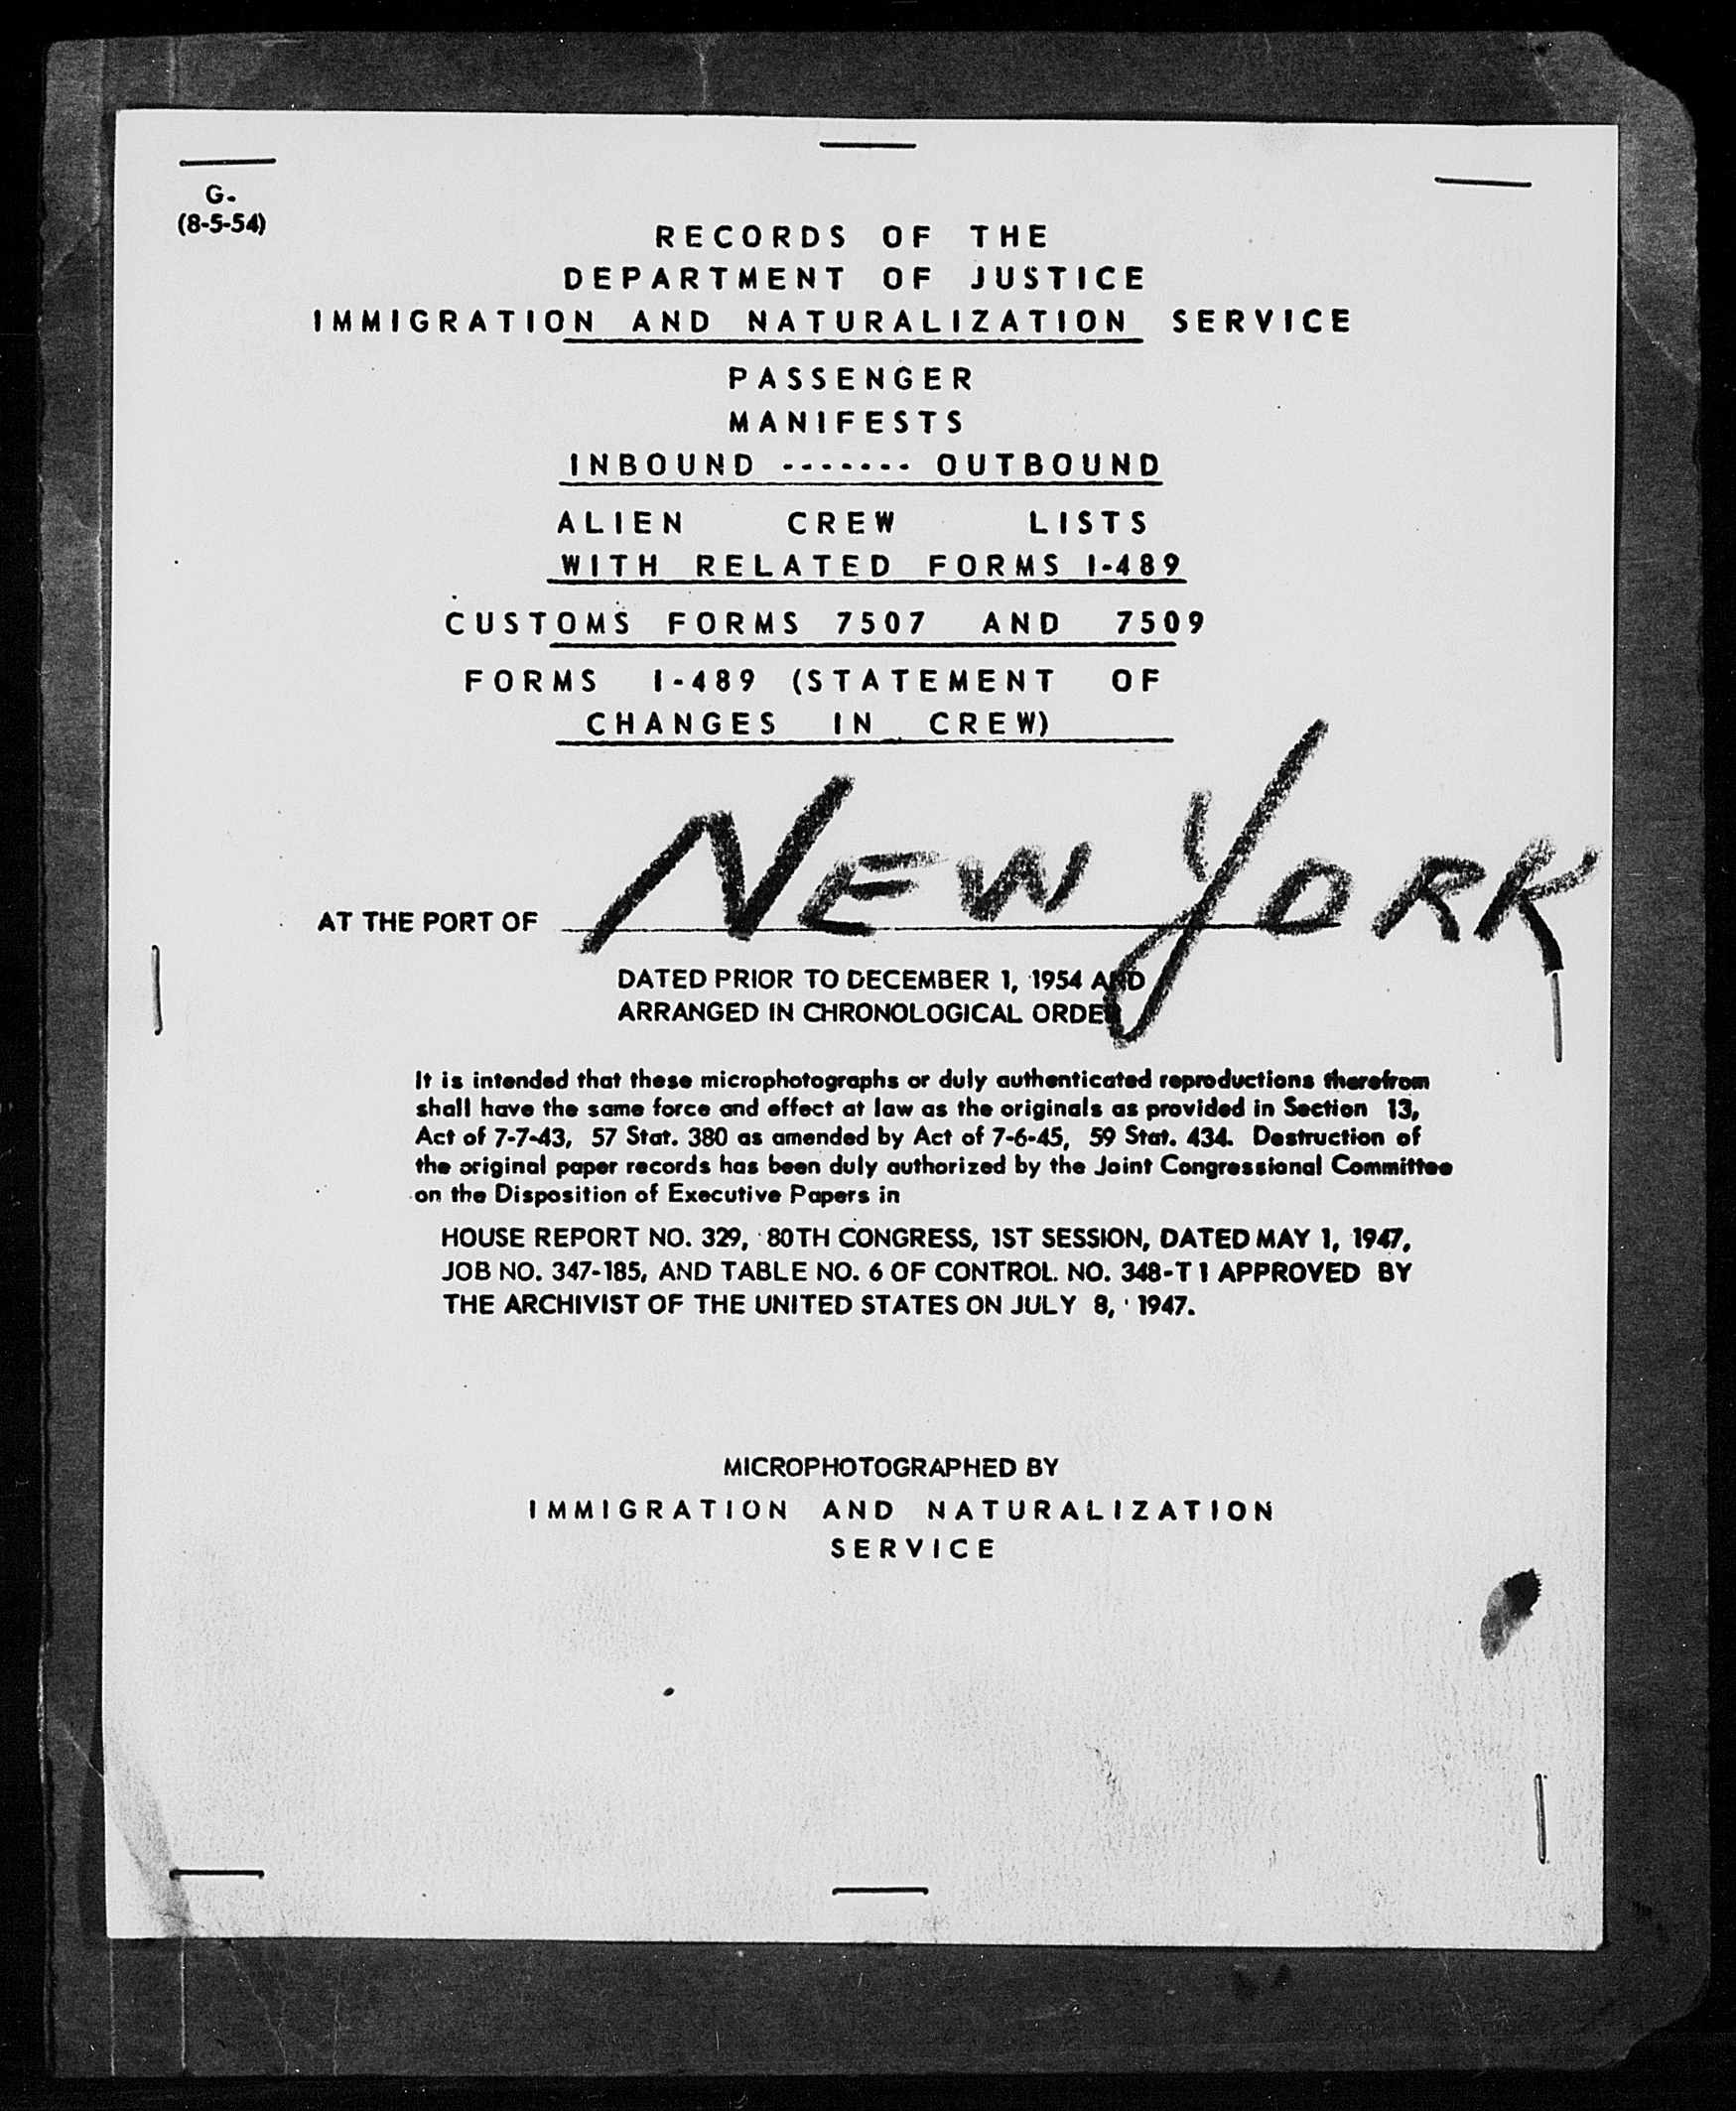 G.
(8-5-54)
RECORDS OF THE
DEPARTMENT OF JUSTICE
IMMIGRATION AND NATURALIZATION SERVICE
PASSENGER
MANIFESTS
INBOUND ------- OUTBOUND
ALIEN CREW LISTS
WITH RELATED FORMS I-489
CUSTOMS FORMS 7507 AND 7509
FORMS I-489 (STATEMENT OF
CHANGES IN CREW)
AT THE PORT OF NEW YORK
DATED PRIOR TO DECEMBER 1, 1954 AND
ARRANGED IN CHRONOLOGICAL ORDER
It is intended that these microphotographs or duly authenticated reproductions therefrom
shall have the same force and effect at law as the originals as provided in Section 13,
Act of 7-7-43, 57 Stat. 380 as amended by Act of 7-6-45, 59 Stat. 434. Destruction of
the original paper records has been duly authorized by the Joint Congressional Committee
on the Disposition of Executive Papers in
HOUSE REPORT NO. 329, 80TH CONGRESS, 1ST SESSION, DATED MAY 1, 1947,
JOB NO. 347-185, AND TABLE NO. 6 OF CONTROL. NO. 348-T1 APPROVED BY
THE ARCHIVIST OF THE UNITED STATES ON JULY 8, 1947.
MICROPHOTOGRAPHED BY
IMMIGRATION AND NATURALIZATION
SERVICE